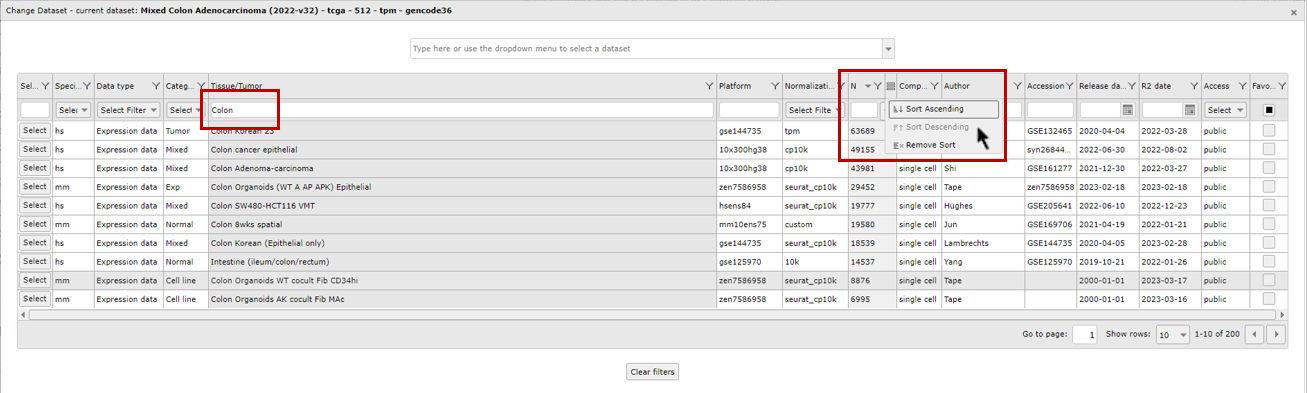 Change Dataset - current dataset: Mixed Colon Adenocarcinoma (2022-v32) - tcga - 512 - tpm - gencode36
Type here or use the dropdown menu to select a dataset
Sel... Speci... Data type Categ... Tissue/Tumor Platform Normalizati... N Comp... Author Accession Release da... R2 date Access Favo...
Selec Select Filter Select Colon Select Filte Select
Sort Ascending
Sort Descending
Remove Sort
Select hs Expression data Tumor Colon Korean 23 gse144735 tpm 63689 GSE132465 2020-04-04 2022-03-28 public
Select hs Expression data Mixed Colon cancer epithelial 10x300hg38 cp10k 49155 syn26844... 2022-06-30 2022-08-02 public
Select hs Expression data Mixed Colon Adenoma-carcinoma 10x300hg38 cp10k 43981 single cell Shi GSE161277 2021-12-30 2022-03-27 public
Select mm Expression data Exp Colon Organoids (WT A AP APK) Epithelial zen7586958 seurat_cp10k 29452 single cell Tape zen7586958 2023-02-18 2023-02-18 public
Select hs Expression data Mixed Colon SW480-HCT116 VMT hsens84 seurat_cp10k 19777 single cell Hughes GSE205641 2022-06-10 2022-12-23 public
Select mm Expression data Normal Colon 8wks spatial mm10ens75 custom 19580 single cell Jun GSE169706 2021-04-19 2022-01-21 public
Select hs Expression data Mixed Colon Korean (Epithelial only) gse144735 seurat_cp10k 18539 single cell Lambrechts GSE144735 2020-04-05 2023-02-28 public
Select hs Expression data Normal Intestine (ileum/colon/rectum) gse125970 10k 14537 single cell Yang GSE125970 2019-10-21 2022-01-26 public
Select mm Expression data Cell line Colon Organoids WT cocult Fib CD34hi zen7586958 seurat_cp10k 8876 single cell Tape 2000-01-01 2023-03-17 public
Select mm Expression data Cell line Colon Organoids AK cocult Fib MAc zen7586958 seurat_cp10k 6995 single cell Tape 2000-01-01 2023-03-16 public
Go to page: 1 Show rows: 10 1-10 of 200
Clear filters